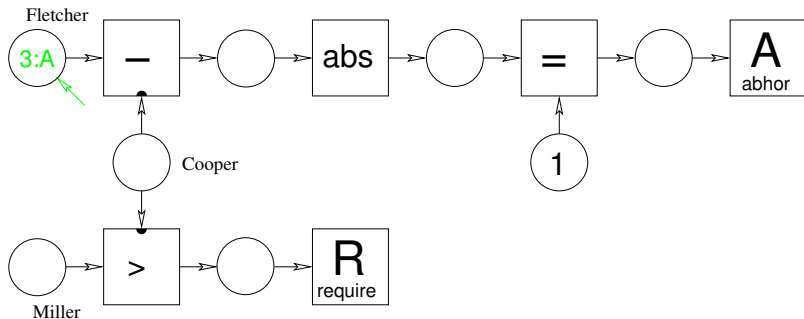 Fletcher
3:A
−
abs
=
A
abhor
Cooper
1
>
R
require
Miller